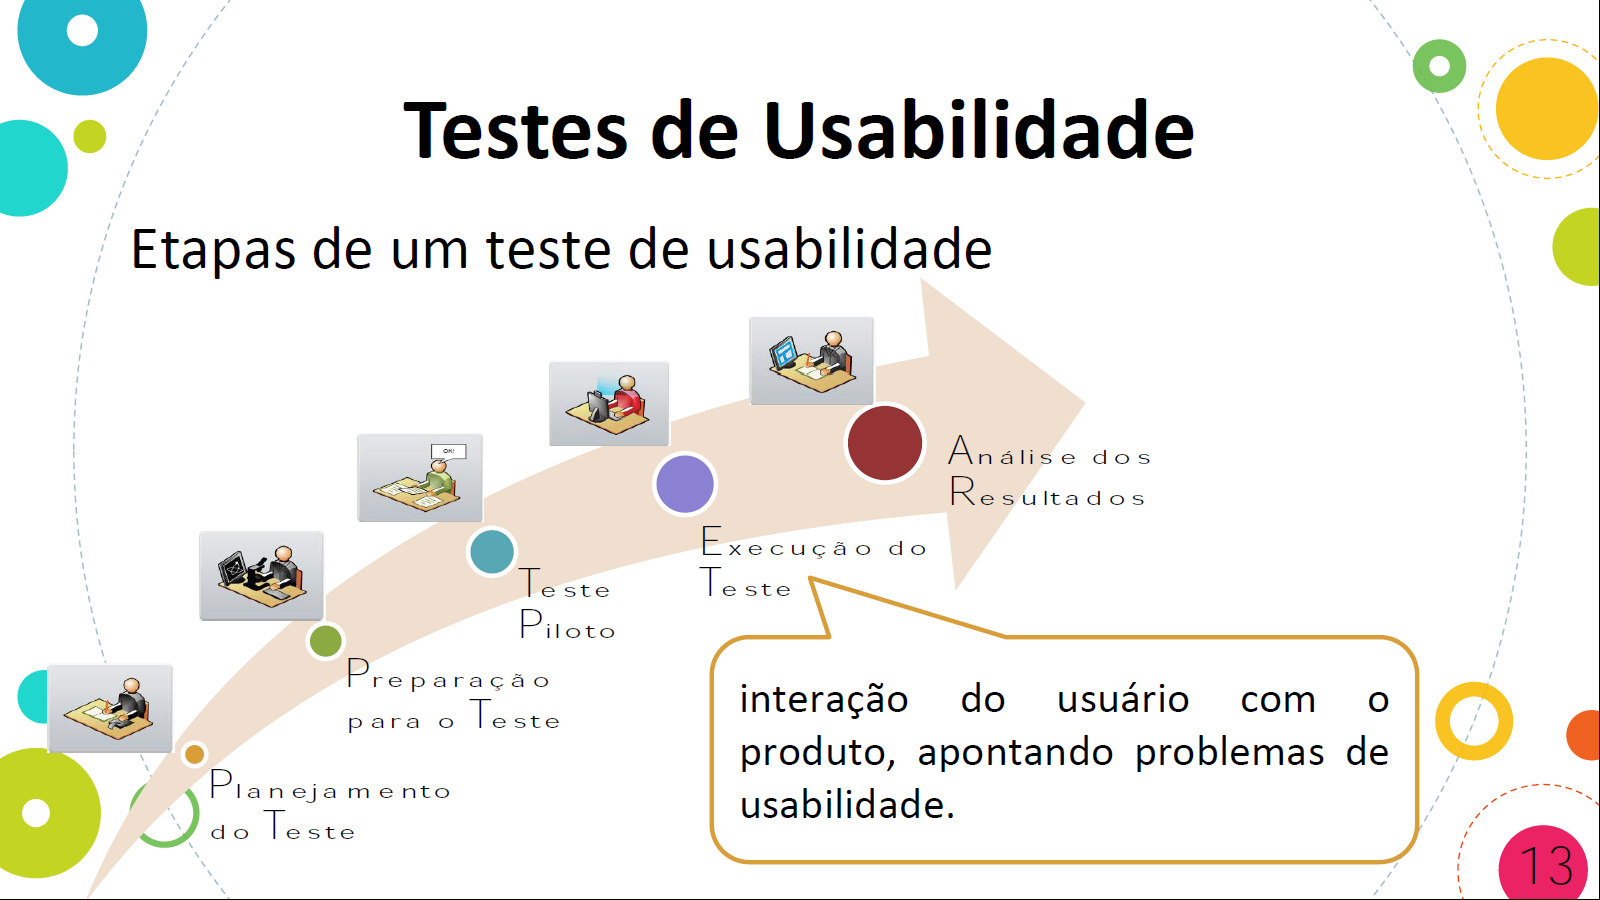 Testes de Usabilidade
Etapas de um teste de usabilidade
OK!
Análise dos
Resultados
Execução do
Teste
Teste
Piloto
Preparação
para o Teste
Planejamento
do Teste
interação do usuário com o
produto, apontando problemas de
usabilidade.
13